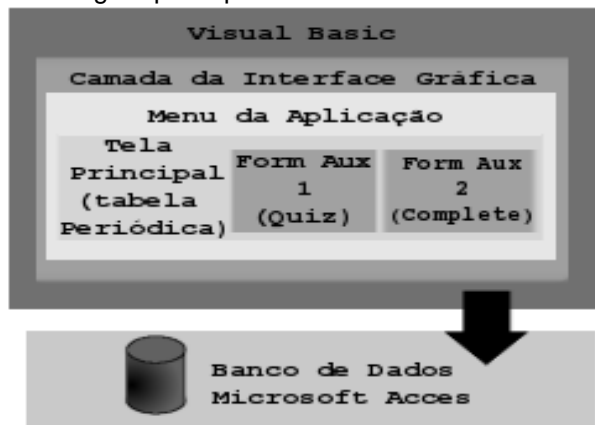 Visual Basic
Camada da Interface Gráfica
Menu da Aplicação
Tela
Principal
(tabela
Periódica)
Form Aux
1
(Quiz)
Form Aux
2
(Complete)
Banco de Dados
Microsoft Acces